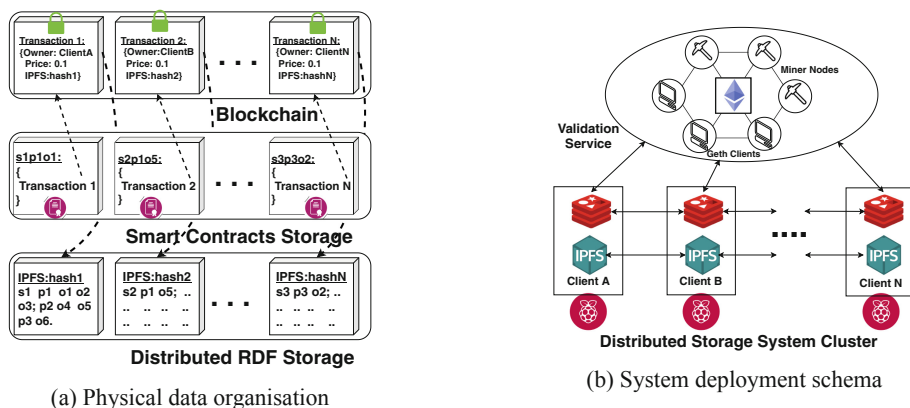 Transaction 1:
{Owner: ClientA
Price: 0.1
IPFS:hash1}
Transaction 2:
{Owner:ClientB
Price: 0.1
IPFS:hash2}
. . .
Transaction N:
{Owner: ClientN
Price: 0.1
IPFS:hashN}
Blockchain
s1p1o1:
{
Transaction 1
}
s2p1o5:
{
Transaction 2
}
. . .
s3p3o2:
{
Transaction N
}
Smart Contracts Storage
IPFS:hash1
s1 p1 o1 o2
o3; p2 o4 o5
p3 o6.
IPFS:hash2
s2 p1 o5; ..
.. .. .. ..
.. .. .. ..
. . .
IPFS:hashN
s3 p3 o2; ..
.. .. .. ..
.. .. .. ..
Distributed RDF Storage
(a) Physical data organisation
Miner Nodes
Validation
Service
Geth Clients
IPFS
Client A
IPFS
Client B
....
IPFS
Client N
Distributed Storage System Cluster
(b) System deployment schema